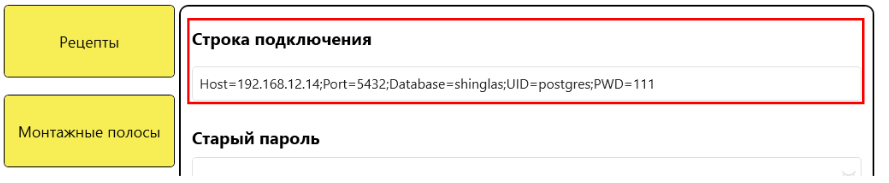 Рецепты
Монтажные полосы
Строка подключения
Host=192.168.12.14;Port=5432;Database=shinglas;UID=postgres;PWD=111
Старый пароль